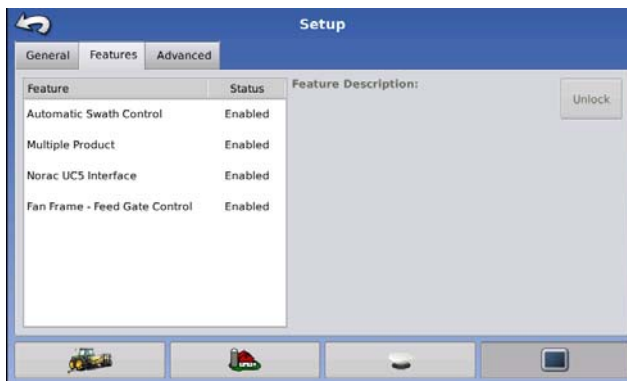 Setup
General Features Advanced
Feature Status Feature Description: Unlock
Automatic Swath Control Enabled
Multiple Product Enabled
Norac UC5 Interface Enabled
Fan Frame - Feed Gate Control Enabled